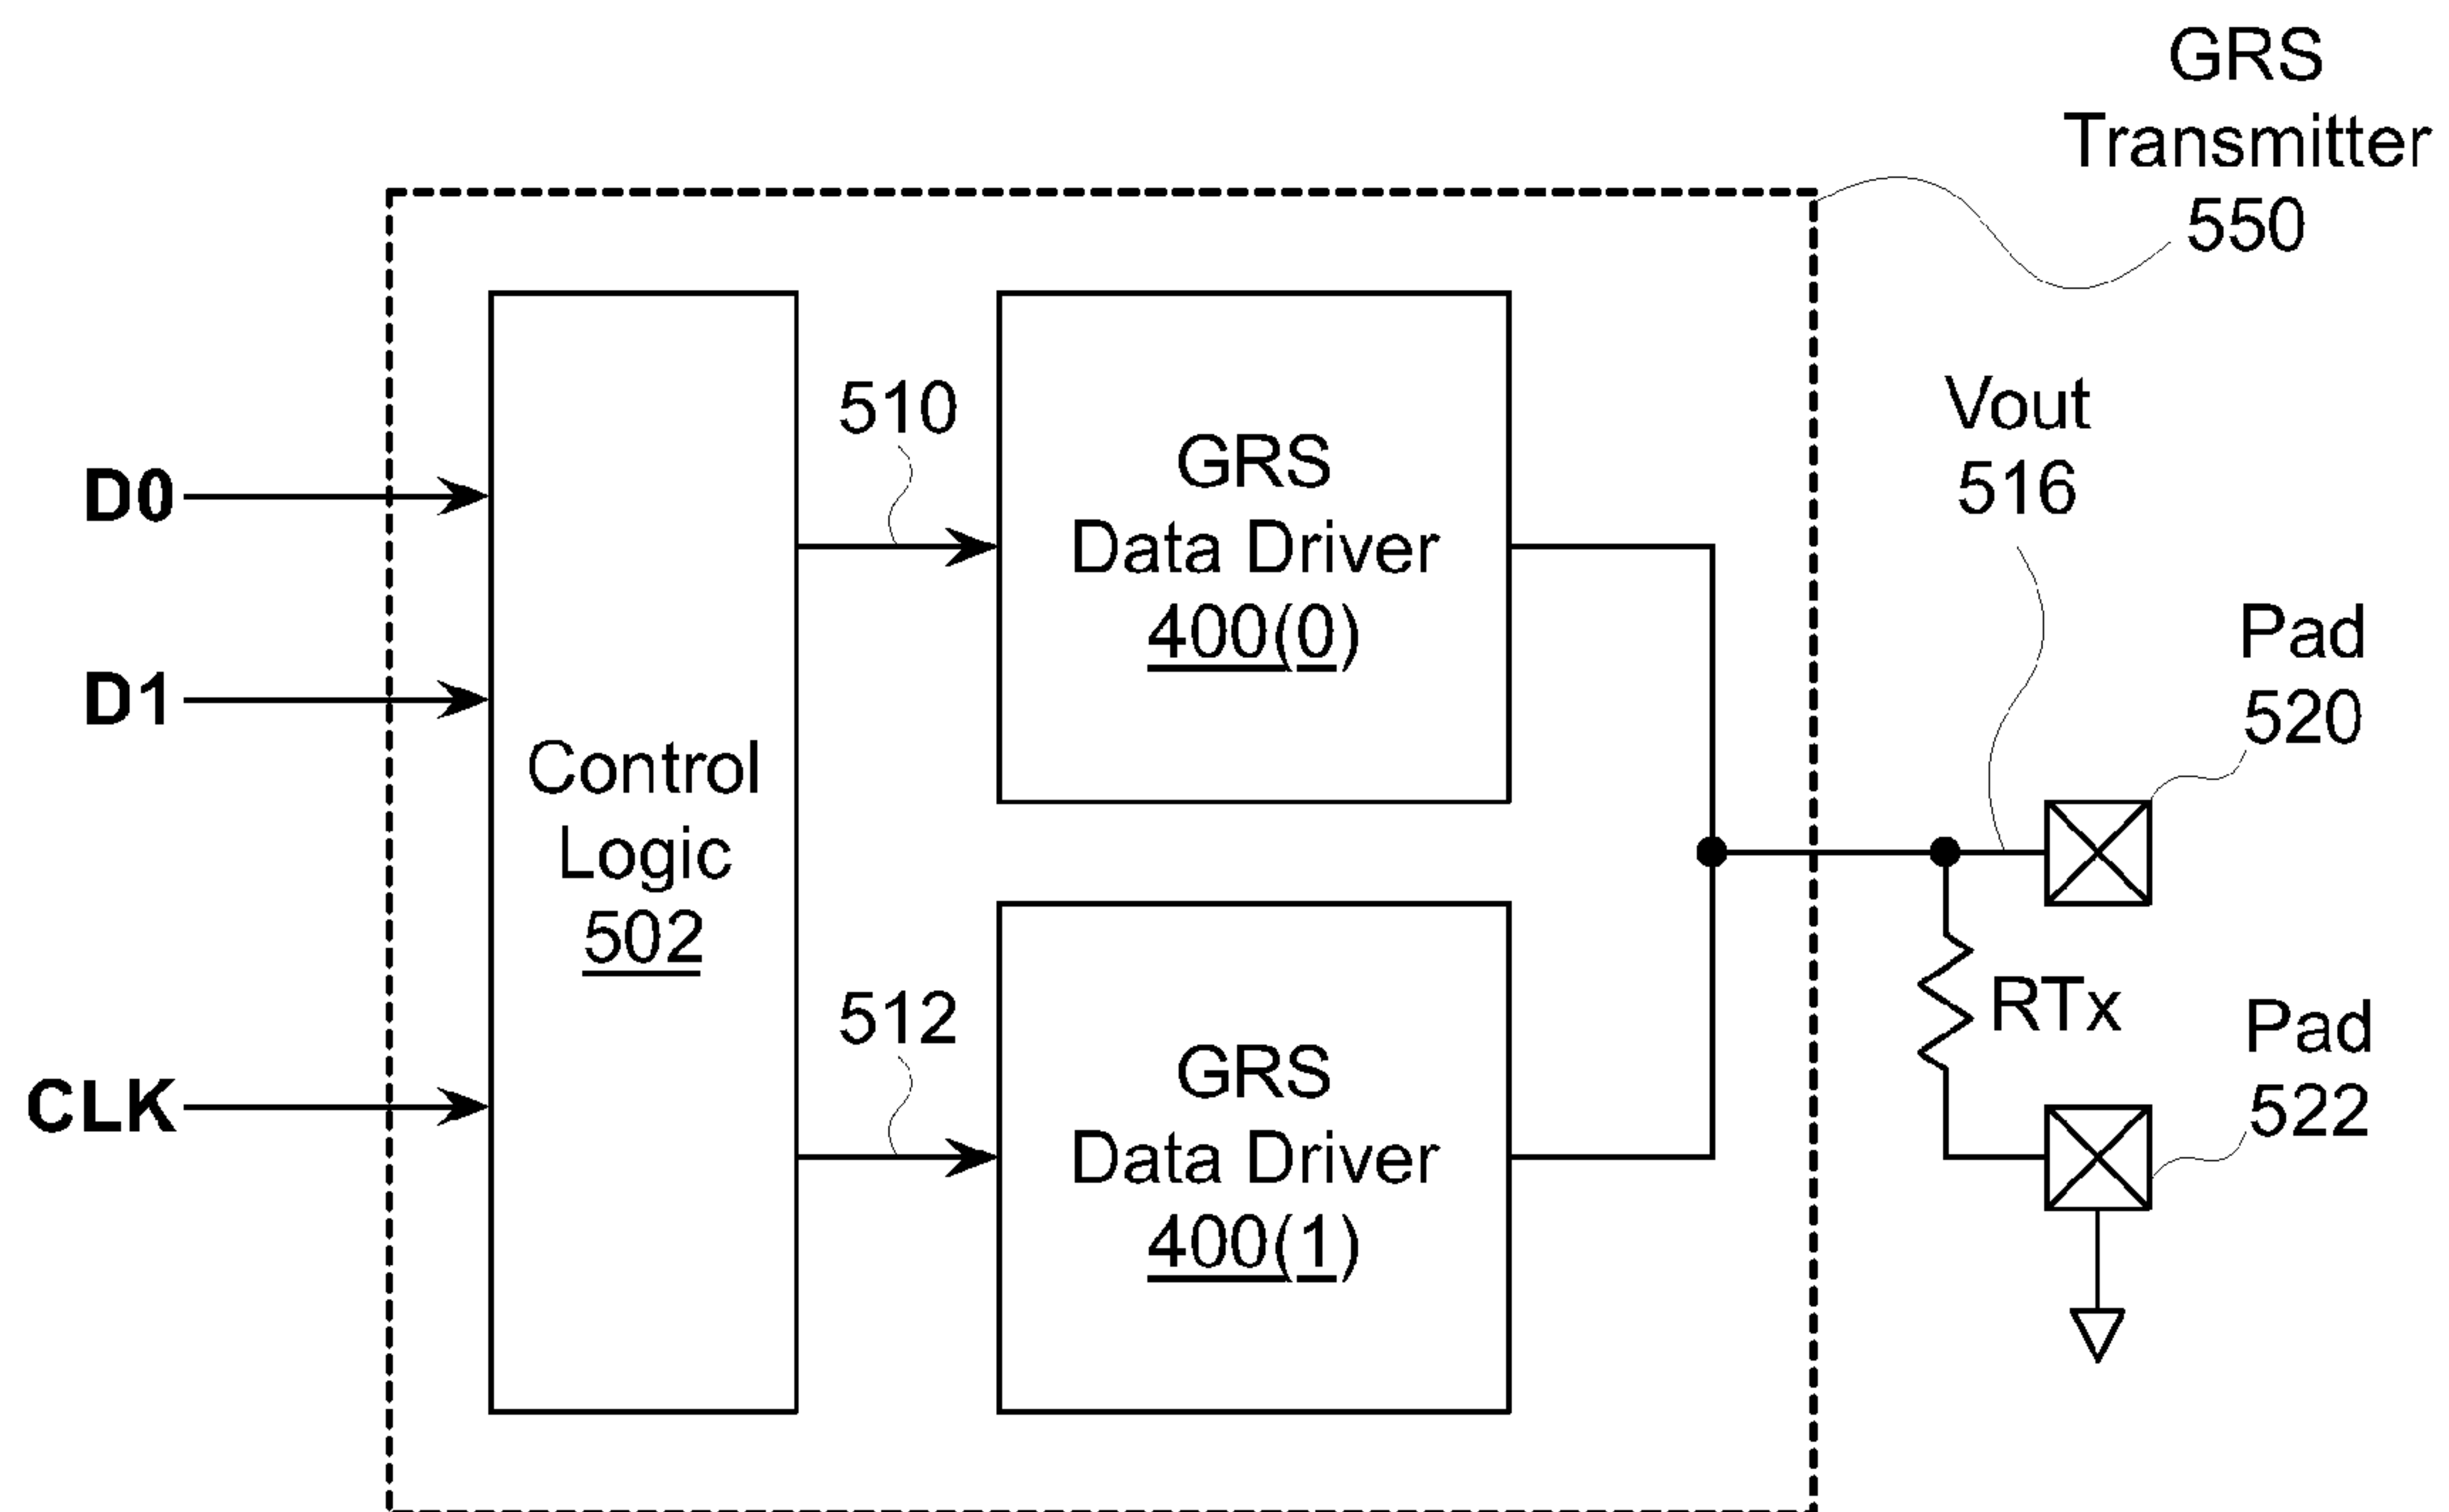 GRS
Transmitter
550
D0
D1
CLK
Control
Logic
502
510
GRS
Data Driver
400(0)
512
GRS
Data Driver
400(1)
Vout
516
Pad
520
RTx
Pad
522